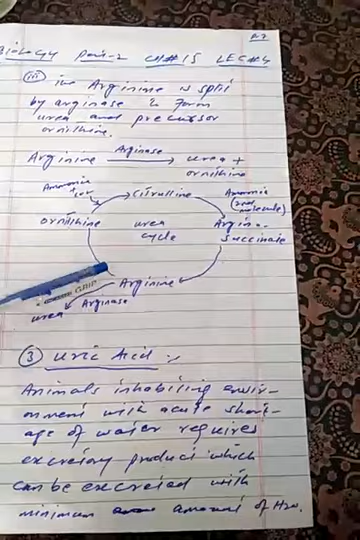 P.2
Biology Part-2 CH#15 LEC#4
(iii) The Arginine is split
by arginase & form
urea and precursor
ornithine.
Arginine Arginase → urea +
ornithine
Ammonia
Citrulline
Ammonia
(2nd molecule)
ornithine
urea
cycle
Argino-
Succinate
Arginine
GRIP
urea
Arginase
(3) Uric Acid :-
Animals inhabiting envir-
onment with acute short-
age of water requires
excretory product which
can be excreted with
minimum amount of H2O.